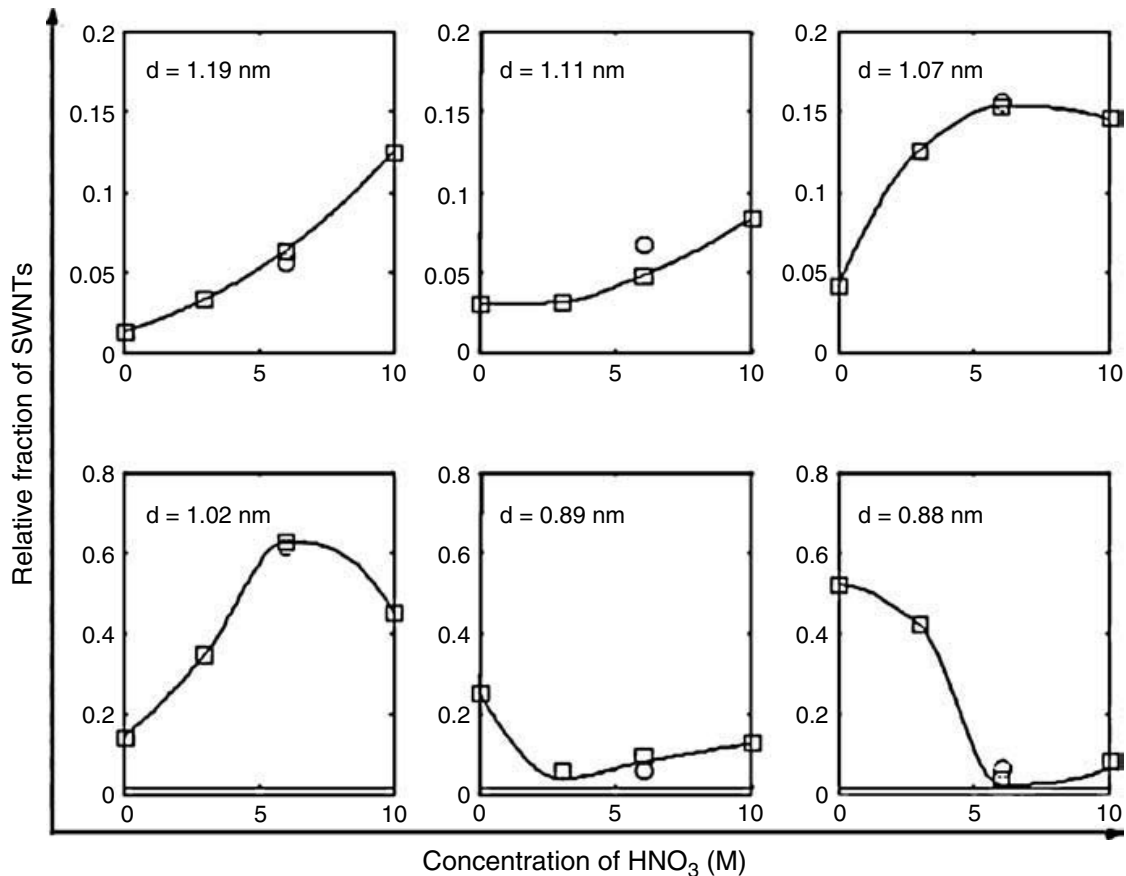 Relative fraction of SWNTs
0.2
0.15
0.1
0.05
0
d = 1.19 nm
0 5 10
0.2
0.15
0.1
0.05
0
d = 1.11 nm
0 5 10
0.2
0.15
0.1
0.05
0
d = 1.07 nm
0 5 10
0.8
0.6
0.4
0.2
0
d = 1.02 nm
0 5 10
0.8
0.6
0.4
0.2
0
d = 0.89 nm
0 5 10
0.8
0.6
0.4
0.2
0
d = 0.88 nm
0 5 10
Concentration of HNO₃ (M)